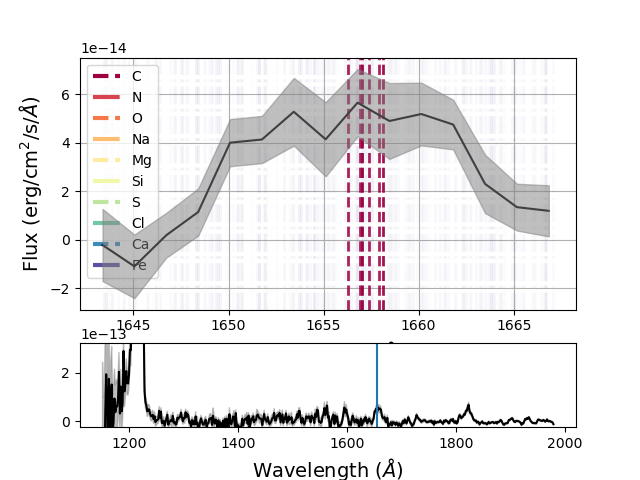 1e−14
Flux (erg/cm²/s/Å)
6
4
2
0
−2
C
N
O
Na
Mg
Si
S
Cl
Ca
Fe
1645 1650 1655 1660 1665
1e−13
2
0
1200 1400 1600 1800 2000
Wavelength (Å)